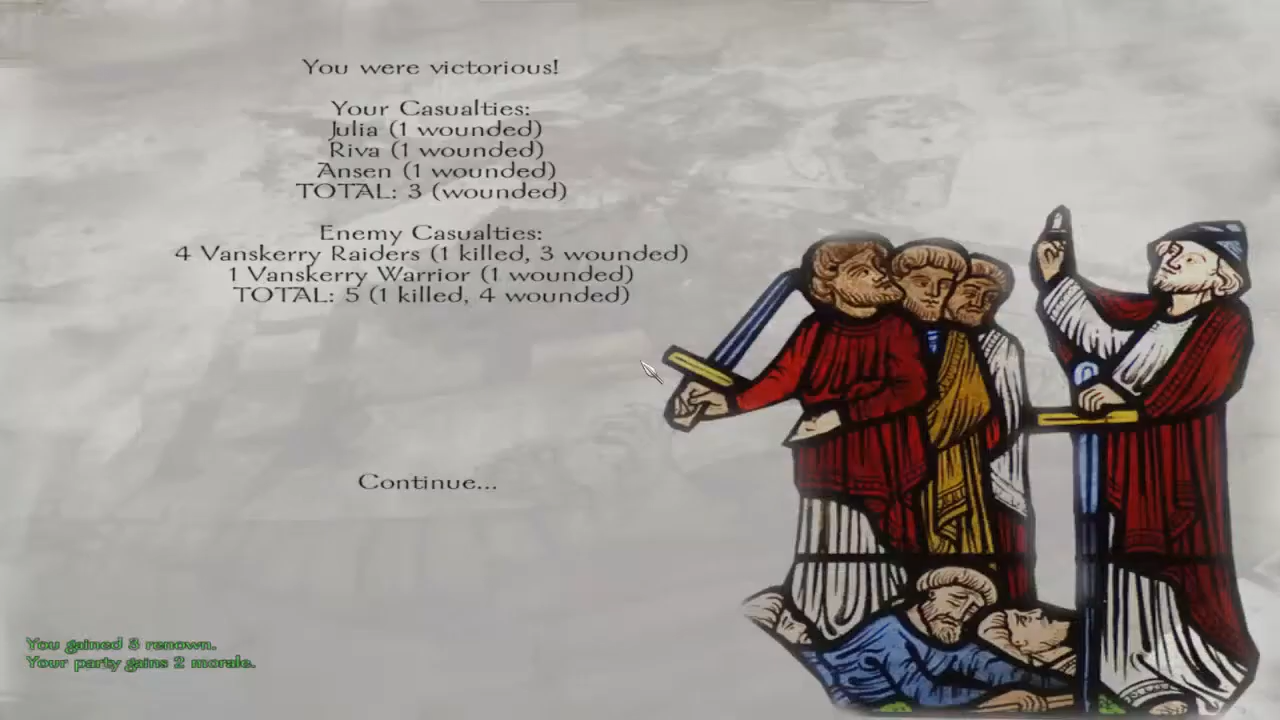 You were victorious!
Your Casualties:
Julia (1 wounded)
Riva (1 wounded)
Ansen (1 wounded)
TOTAL: 3 (wounded)
Enemy Casualties:
4 Vanskerry Raiders (1 killed, 3 wounded)
1 Vanskerry Warrior (1 wounded)
TOTAL: 5 (1 killed, 4 wounded)
Continue...
You gained 3 renown.
Your party gains 2 morale.